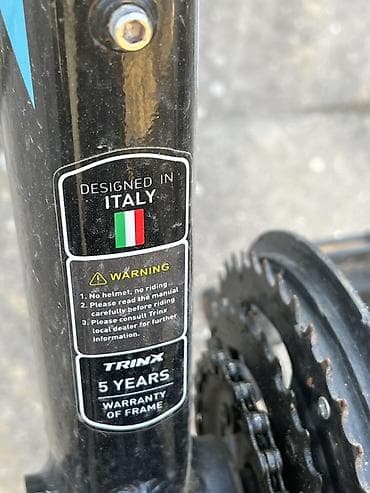 DESIGNED IN
ITALY
WARNING
1. No helmet, no riding.
2. Please read the manual
carefully before riding
3. Please consult Trinx
local dealer for further
information.
TRINX
5 YEARS
WARRANTY
OF FRAME